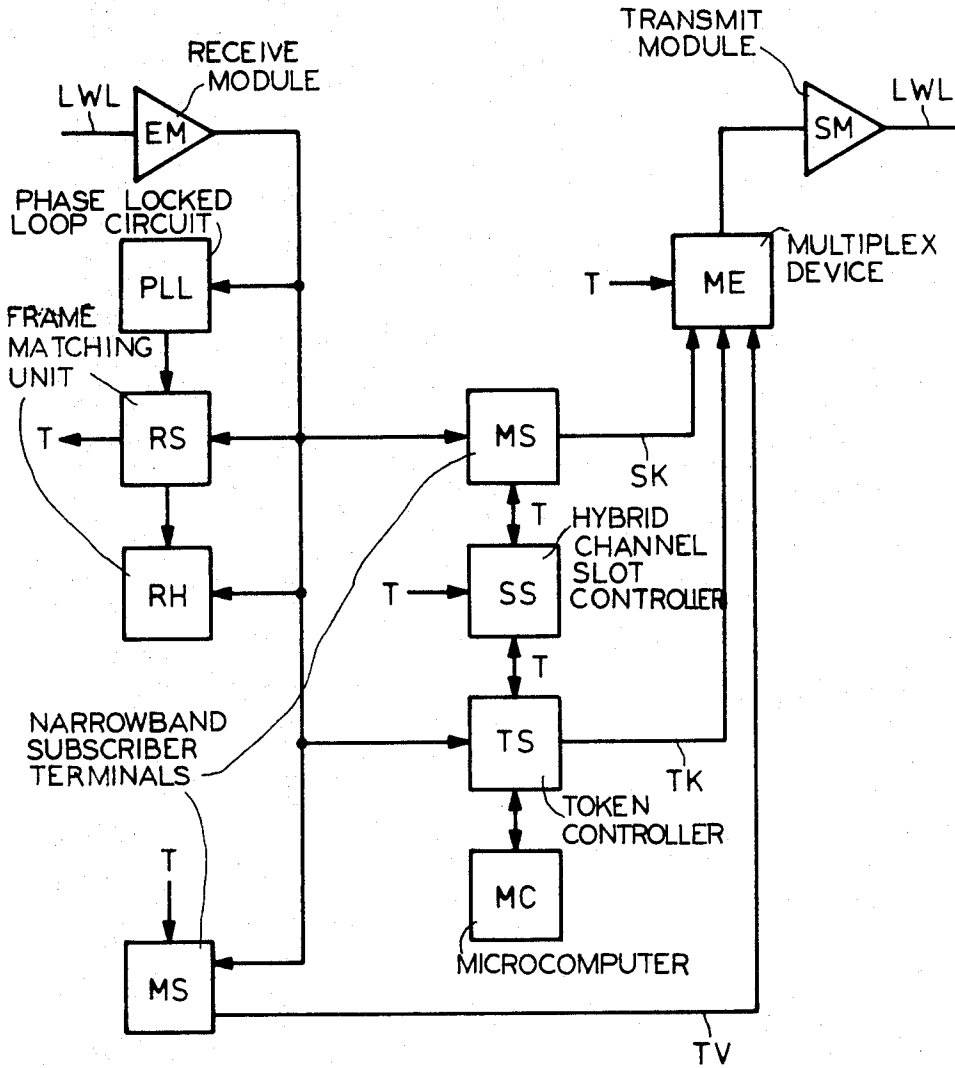 TRANSMIT
MODULE
RECEIVE
MODULE
LWL
EM
SM
LWL
PHASE LOCKED
LOOP CIRCUIT
PLL
T
ME
MULTIPLEX
DEVICE
FRAME
MATCHING
UNIT
T
RS
MS
SK
T
HYBRID
CHANNEL
SLOT
CONTROLLER
RH
T
SS
T
NARROWBAND
SUBSCRIBER
TERMINALS
TS
TK
TOKEN
CONTROLLER
T
MC
MICROCOMPUTER
MS
TV